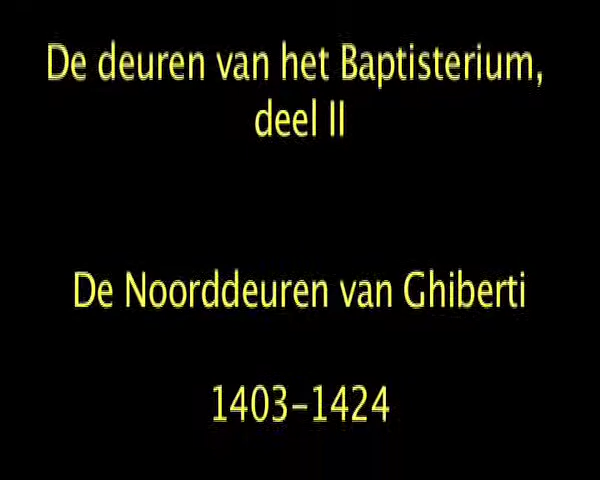 De deuren van het Baptisterium,
deel II
De Noorddeuren van Ghiberti
1403-1424